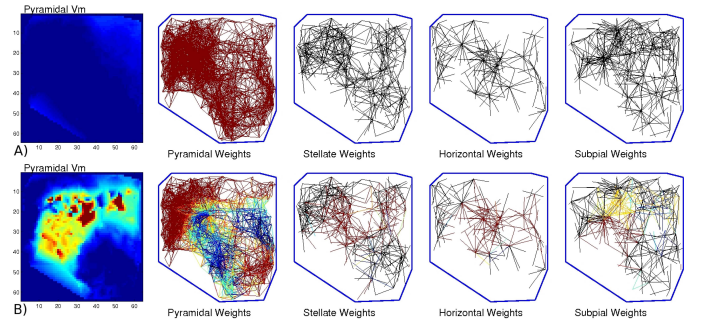 Pyramidal Vm
10
20
30
40
50
60
10 20 30 40 50 60
A)
Pyramidal Weights
Stellate Weights
Horizontal Weights
Subpial Weights
Pyramidal Vm
10
20
30
40
50
60
10 20 30 40 50 60
B)
Pyramidal Weights
Stellate Weights
Horizontal Weights
Subpial Weights